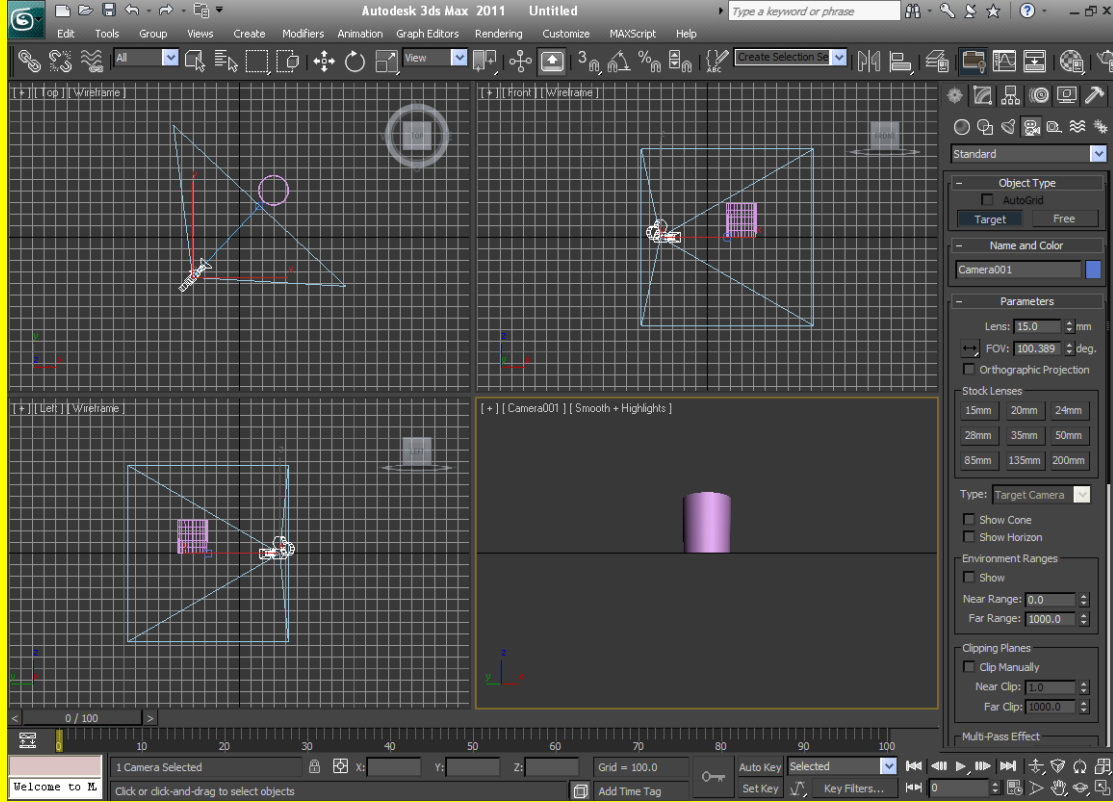 Autodesk 3ds Max 2011 Untitled
Type a keyword or phrase
Edit Tools Group Views Create Modifiers Animation Graph Editors Rendering Customize MAXScript Help
All
View
3
ABC
Create Selection Se
[ + ] [ Top ] [ Wireframe ]
TOP
[ + ] [ Front ] [ Wireframe ]
FRONT
[ + ] [ Left ] [ Wireframe ]
LEFT
[ + ] [ Camera001 ] [ Smooth + Highlights ]
Standard
Object Type
AutoGrid
Target Free
Name and Color
Camera001
Parameters
Lens: 15.0 mm
FOV: 100.389 deg.
Orthographic Projection
Stock Lenses
15mm 20mm 24mm
28mm 35mm 50mm
85mm 135mm 200mm
Type: Target Camera
Show Cone
Show Horizon
Environment Ranges
Show
Near Range: 0.0
Far Range: 1000.0
Clipping Planes
Clip Manually
Near Clip: 1.0
Far Clip: 1000.0
Multi-Pass Effect
< 0 / 100 >
0 10 20 30 40 50 60 70 80 90 100
1 Camera Selected X: Y: Z: Grid = 100.0 Auto Key Selected
Welcome to M
Click or click-and-drag to select objects Add Time Tag Set Key Key Filters... 0